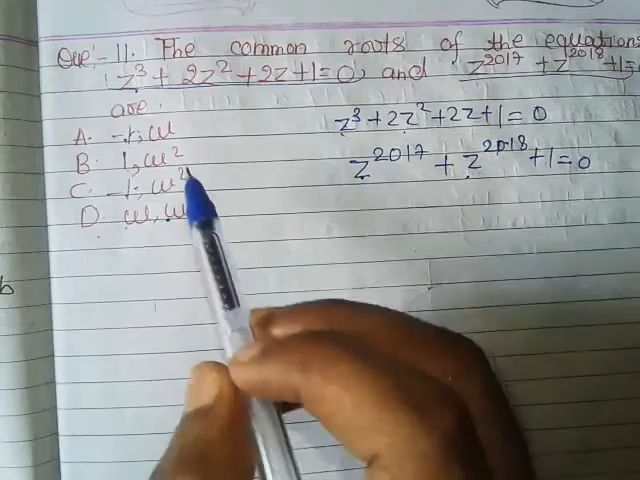 Que:- 11. The common roots of the equations
z³ + 2z² + 2z + 1 = 0, and z²⁰¹⁷ + z²⁰¹⁸ + 1 =
are.
A. -1, ω
B. 1, ω²
C. -1, ω²
D. ω, ω
z³ + 2z² + 2z + 1 = 0
z²⁰¹⁷ + z²⁰¹⁸ + 1 = 0
b